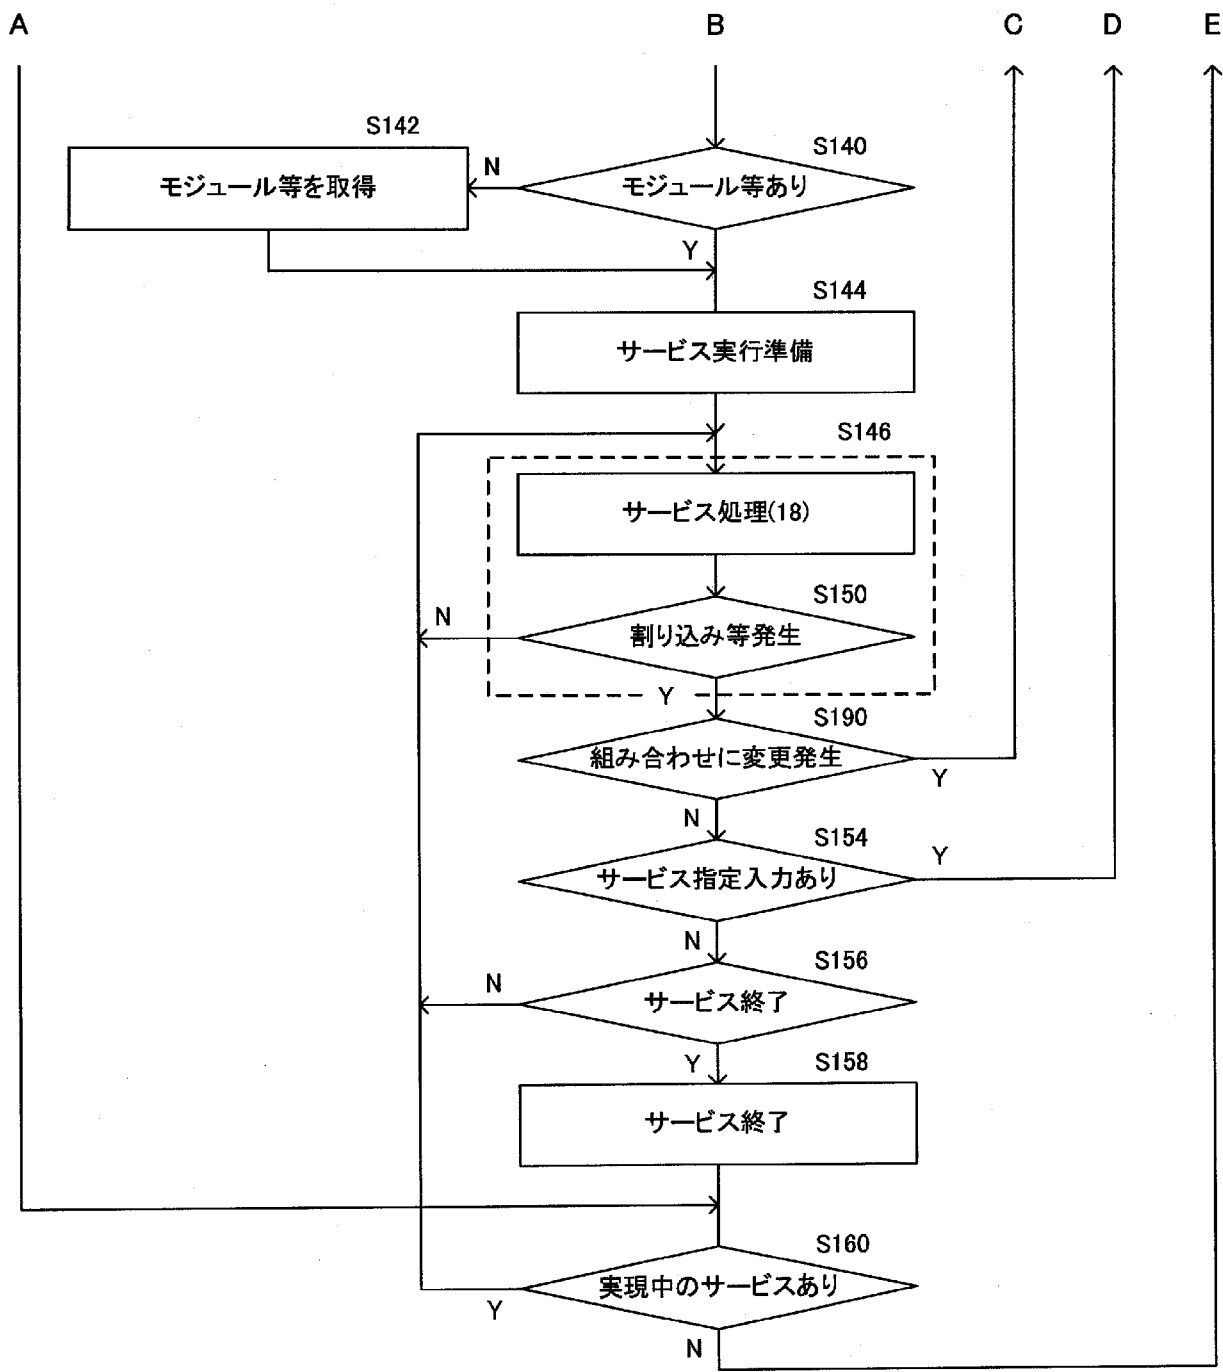 A
B
C
D
E
S142
S140
モジュール等を取得
N
モジュール等あり
Y
S144
サービス実行準備
S146
サービス処理(18)
S150
N
割り込み等発生
Y
S190
組み合わせに変更発生
Y
N
S154
サービス指定入力あり
Y
N
S156
N
サービス終了
Y
S158
サービス終了
S160
実現中のサービスあり
Y
N